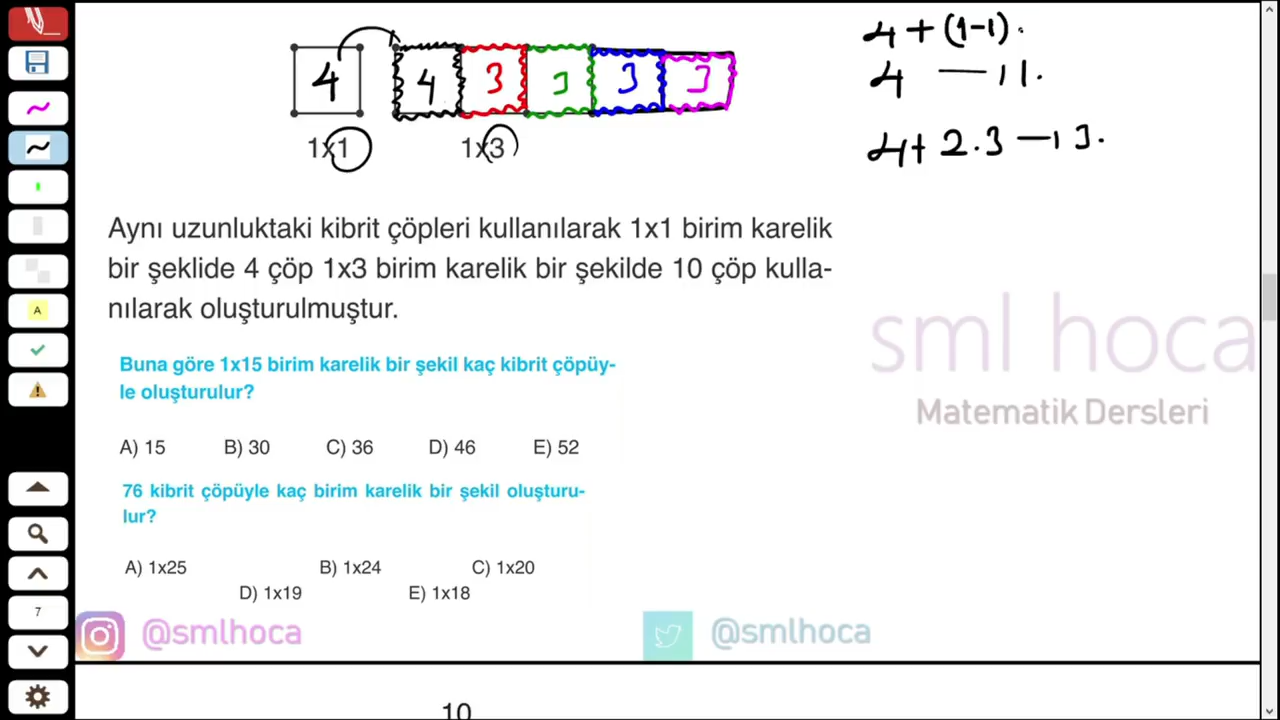 4 4 3 3 3 3
4 + (1-1).
4 — 11.
4+ 2.3 — 13.
1x1 1x3
Aynı uzunluktaki kibrit çöpleri kullanılarak 1x1 birim karelik
bir şeklide 4 çöp 1x3 birim karelik bir şekilde 10 çöp kulla-
nılarak oluşturulmuştur.
Buna göre 1x15 birim karelik bir şekil kaç kibrit çöpüy-
le oluşturulur?
A) 15 B) 30 C) 36 D) 46 E) 52
76 kibrit çöpüyle kaç birim karelik bir şekil oluşturu-
lur?
A) 1x25 B) 1x24 C) 1x20
D) 1x19 E) 1x18
sml hoca
Matematik Dersleri
@smlhoca @smlhoca
10
A
7